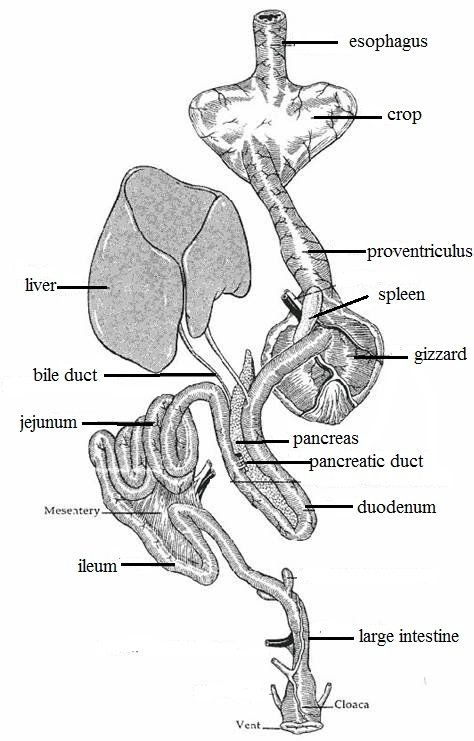 esophagus
crop
proventriculus
liver
spleen
gizzard
bile duct
jejunum
pancreas
pancreatic duct
Mesentery
duodenum
ileum
large intestine
Cloaca
Vent